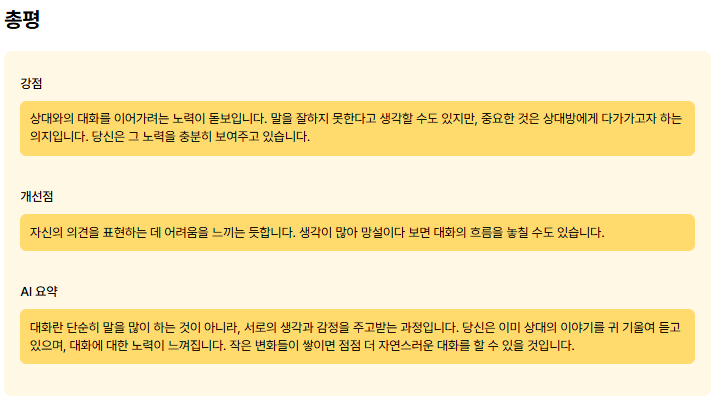 총평
강점
상대와의 대화를 이어가려는 노력이 돋보입니다. 말을 잘하지 못한다고 생각할 수도 있지만, 중요한 것은 상대방에게 다가가고자 하는
의지입니다. 당신은 그 노력을 충분히 보여주고 있습니다.
개선점
자신의 의견을 표현하는 데 어려움을 느끼는 듯합니다. 생각이 많아 망설이다 보면 대화의 흐름을 놓칠 수도 있습니다.
AI 요약
대화란 단순히 말을 많이 하는 것이 아니라, 서로의 생각과 감정을 주고받는 과정입니다. 당신은 이미 상대의 이야기를 귀 기울여 듣고
있으며, 대화에 대한 노력이 느껴집니다. 작은 변화들이 쌓이면 점점 더 자연스러운 대화를 할 수 있을 것입니다.